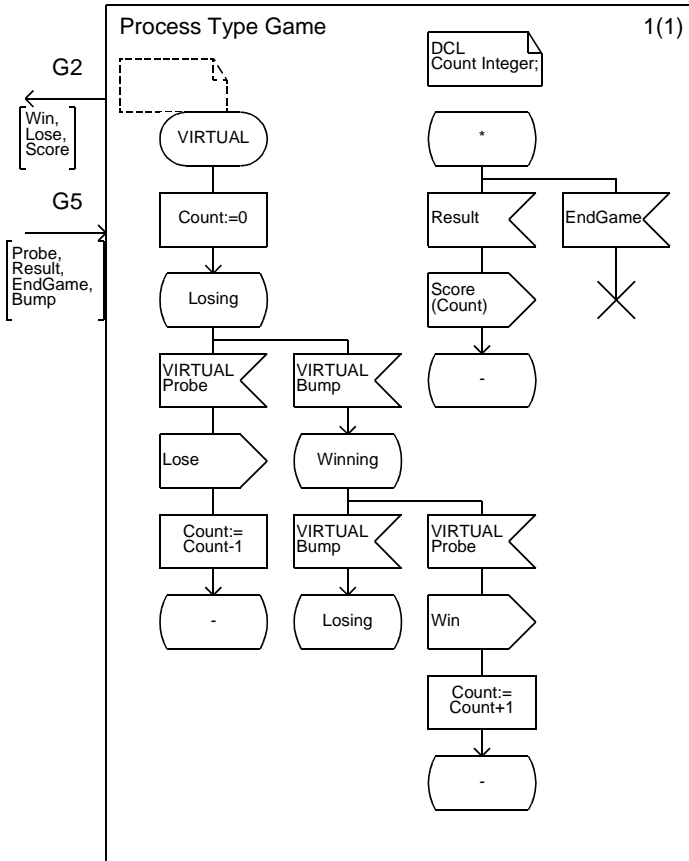 Process Type Game
1(1)
G2
Win,
Lose,
Score
G5
Probe,
Result,
EndGame,
Bump
DCL
Count Integer;
VIRTUAL
Count:=0
Losing
VIRTUAL
Probe
VIRTUAL
Bump
Lose
Winning
Count:=
Count-1
VIRTUAL
Bump
VIRTUAL
Probe
-
Losing
Win
Count:=
Count+1
-
*
Result
EndGame
Score
(Count)
-